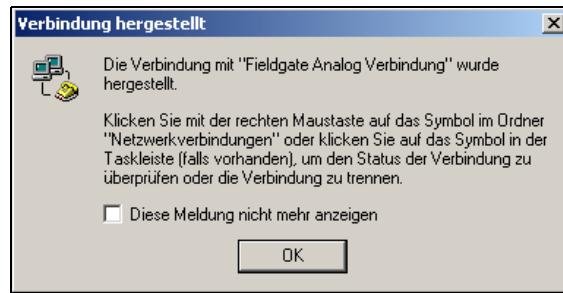 Verbindung hergestellt
Die Verbindung mit "Fieldgate Analog Verbindung" wurde
hergestellt.
Klicken Sie mit der rechten Maustaste auf das Symbol im Ordner
"Netzwerkverbindungen" oder klicken Sie auf das Symbol in der
Taskleiste (falls vorhanden), um den Status der Verbindung zu
überprüfen oder die Verbindung zu trennen.
Diese Meldung nicht mehr anzeigen
OK